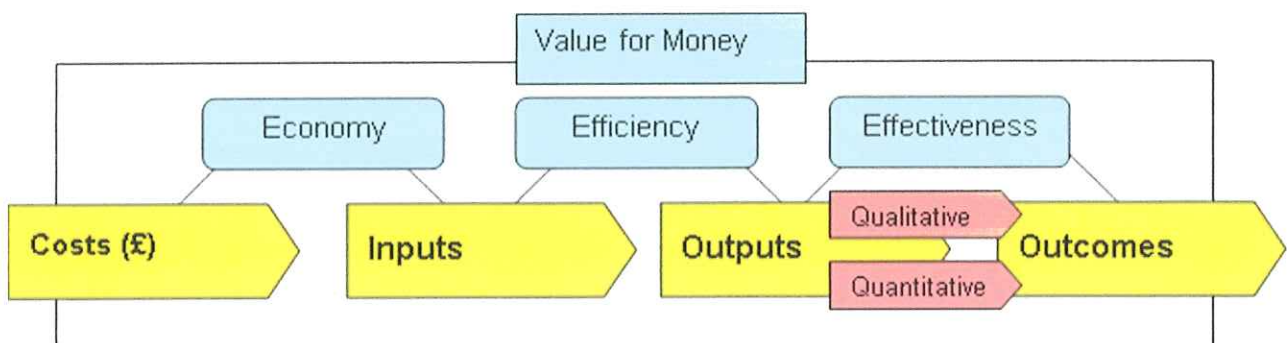 Value for Money
Economy
Efficiency
Effectiveness
Costs (£)
Inputs
Outputs
Qualitative
Quantitative
Outcomes